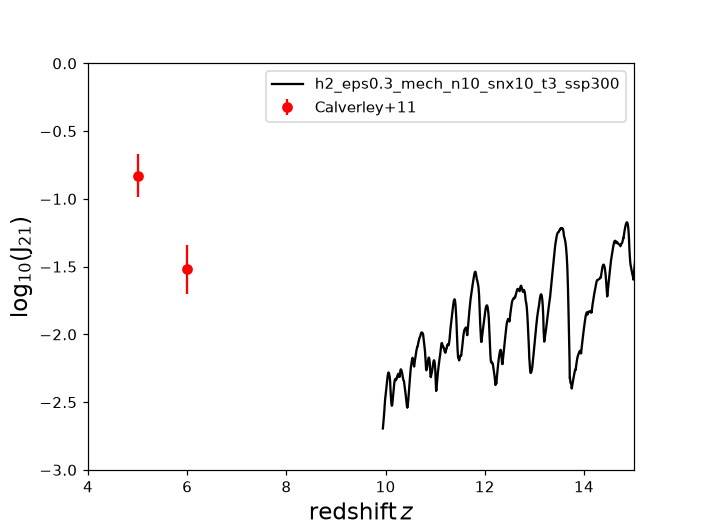 0.0
h2_eps0.3_mech_n10_snx10_t3_ssp300
Calverley+11
−0.5
−1.0
−1.5
−2.0
−2.5
−3.0
log₁₀(J₂₁)
4 6 8 10 12 14
redshift z